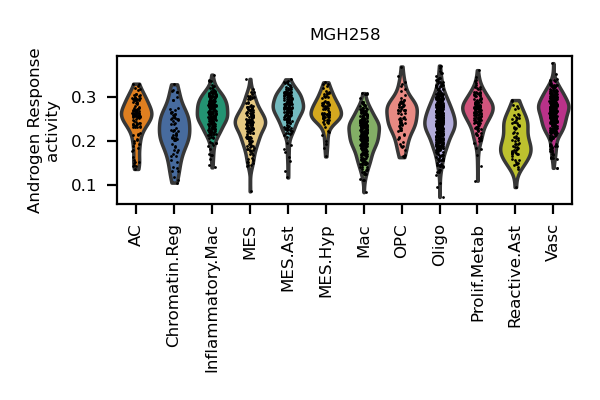 MGH258
Androgen Response
activity
0.3
0.2
0.1
AC
Chromatin.Reg
Inflammatory.Mac
MES
MES.Ast
MES.Hyp
Mac
OPC
Oligo
Prolif.Metab
Reactive.Ast
Vasc